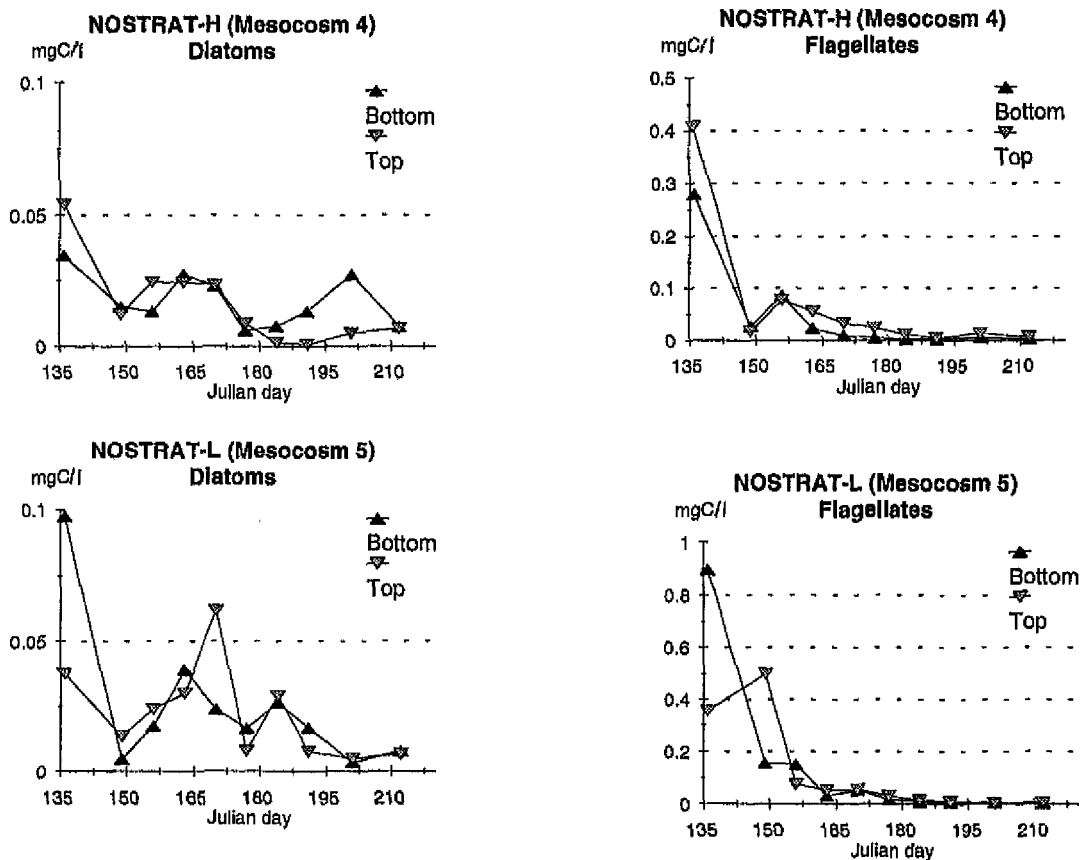 NOSTRAT-H (Mesocosm 4)
Diatoms
mgC/l
0.1
0.05
0
Bottom
Top
135 150 165 180 195 210
Julian day
NOSTRAT-H (Mesocosm 4)
Flagellates
mgC/l
0.5
0.4
0.3
0.2
0.1
0
Bottom
Top
135 150 165 180 195 210
Julian day
NOSTRAT-L (Mesocosm 5)
Diatoms
mgC/l
0.1
0.05
0
Bottom
Top
135 150 165 180 195 210
Julian day
NOSTRAT-L (Mesocosm 5)
Flagellates
mgC/l
1
0.8
0.6
0.4
0.2
0
Bottom
Top
135 150 165 180 195 210
Julian day